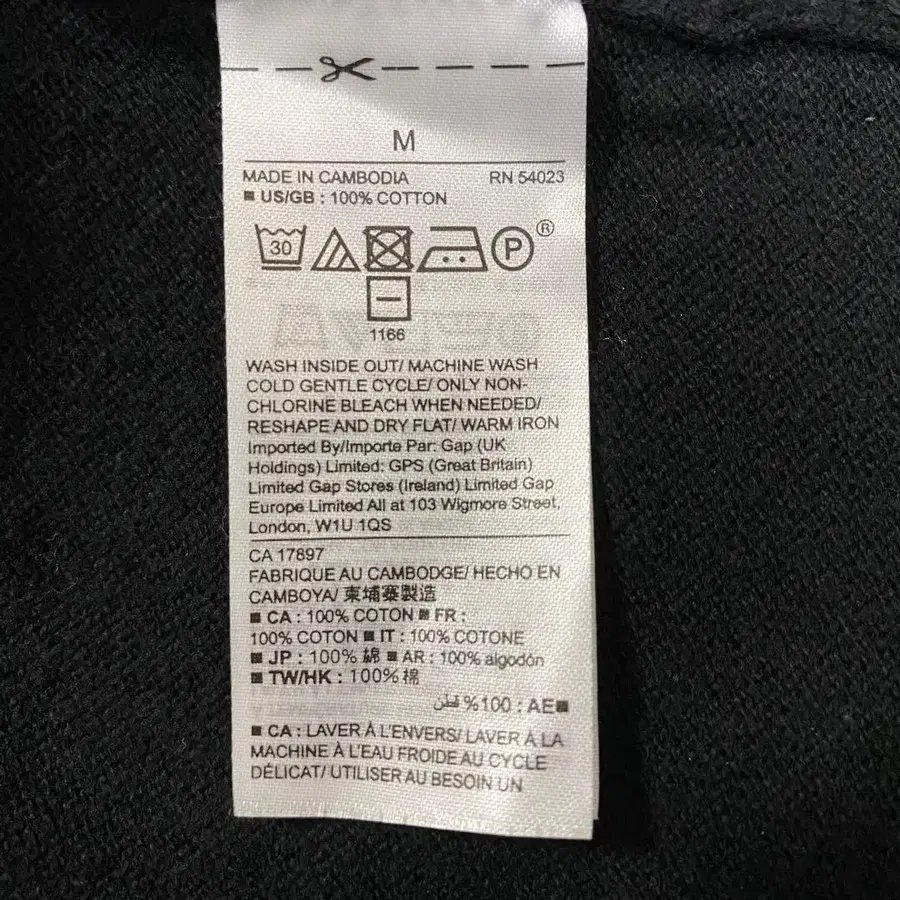 M
MADE IN CAMBODIA RN 54023
■ US/GB : 100% COTTON
30 P ®
1166
WASH INSIDE OUT/ MACHINE WASH
COLD GENTLE CYCLE/ ONLY NON-
CHLORINE BLEACH WHEN NEEDED/
RESHAPE AND DRY FLAT/ WARM IRON
Imported By/Importe Par: Gap (UK
Holdings) Limited: GPS (Great Britain)
Limited Gap Stores (Ireland) Limited Gap
Europe Limited All at 103 Wigmore Street,
London, W1U 1QS
CA 17897
FABRIQUE AU CAMBODGE/ HECHO EN
CAMBOYA/ 柬埔寨製造
■ CA : 100% COTON ■ FR :
100% COTON ■ IT : 100% COTONE
■ JP : 100% 綿 ■ AR : 100% algodón
■ TW/HK : 100% 棉
■AE : 100% قطن
■ CA : LAVER À L'ENVERS/ LAVER À LA
MACHINE À L'EAU FROIDE AU CYCLE
DÉLICAT/ UTILISER AU BESOIN UN